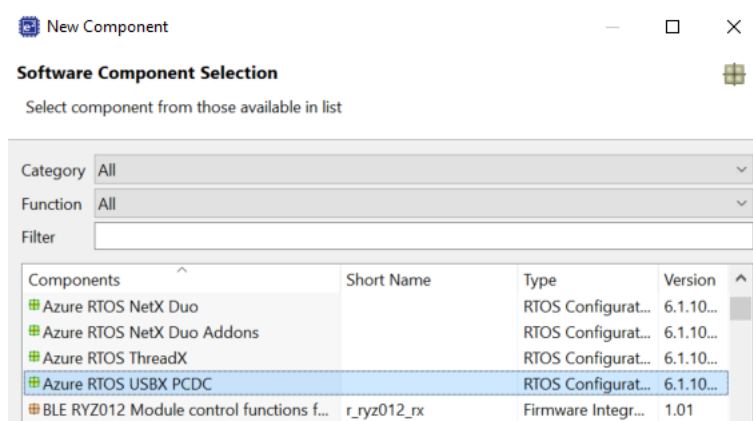 New Component
Software Component Selection
Select component from those available in list
Category All
Function All
Filter
Components Short Name Type Version
Azure RTOS NetX Duo RTOS Configurat... 6.1.10...
Azure RTOS NetX Duo Addons RTOS Configurat... 6.1.10...
Azure RTOS ThreadX RTOS Configurat... 6.1.10...
Azure RTOS USBX PCDC RTOS Configurat... 6.1.10...
BLE RYZ012 Module control functions f... r_ryz012_rx Firmware Integr... 1.01